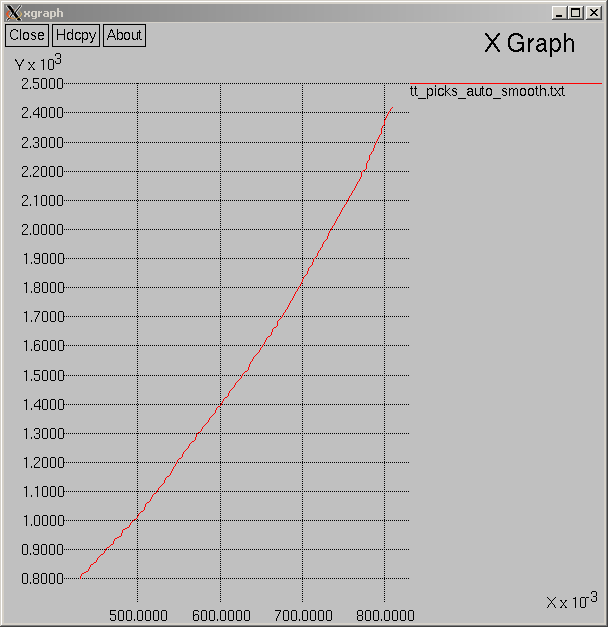 xgraph
Close Hdcpy About
X Graph
Y x 10^3
tt_picks_auto_smooth.txt
2.5000
2.4000
2.3000
2.2000
2.1000
2.0000
1.9000
1.8000
1.7000
1.6000
1.5000
1.4000
1.3000
1.2000
1.1000
1.0000
0.9000
0.8000
500.0000 600.0000 700.0000 800.0000
X x 10^-3